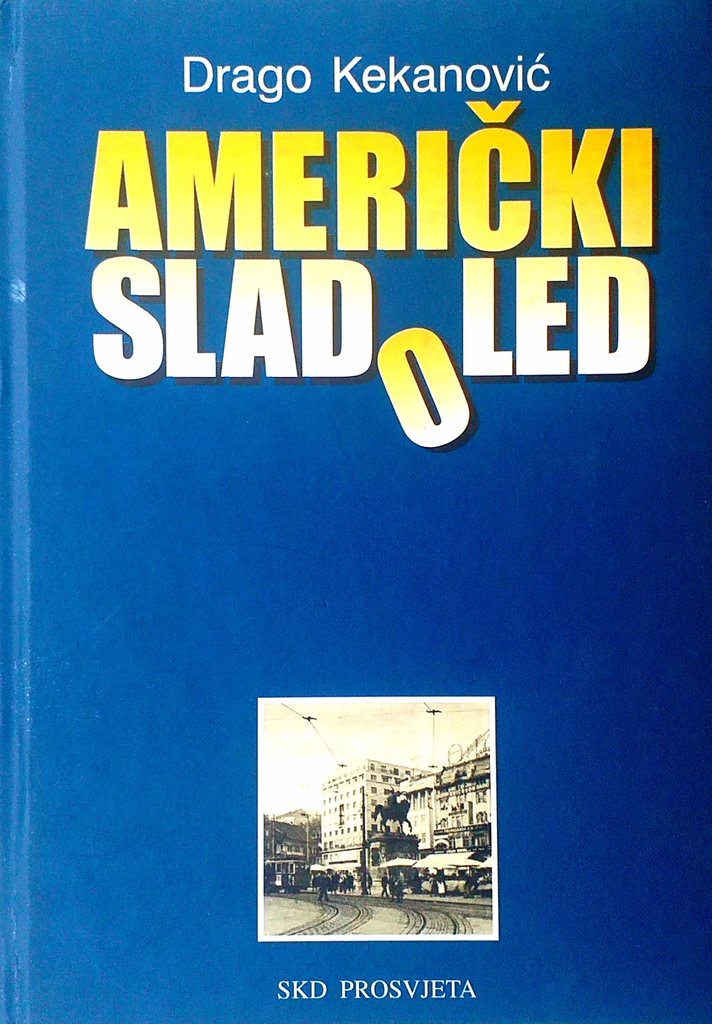 Drago Kekanović
AMERIČKI
SLADOLED
SKD PROSVJETA